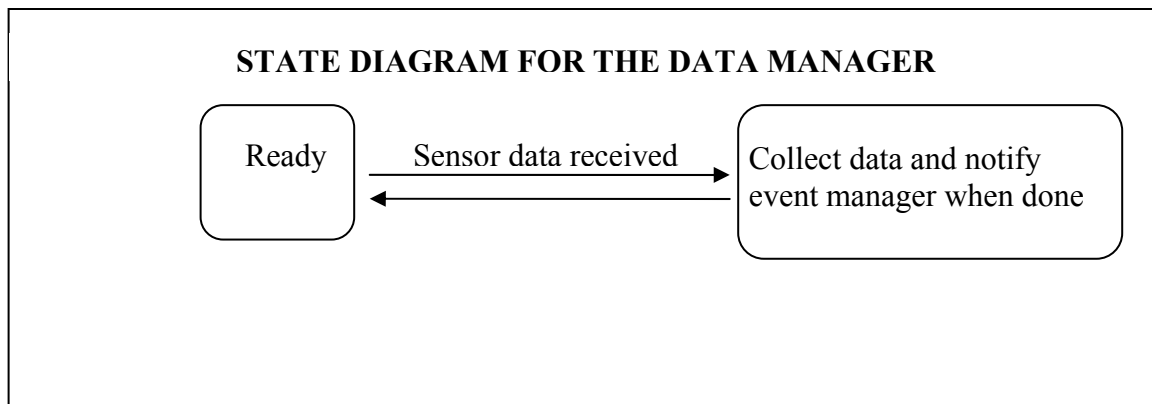 STATE DIAGRAM FOR THE DATA MANAGER
Ready
Sensor data received
Collect data and notify
event manager when done